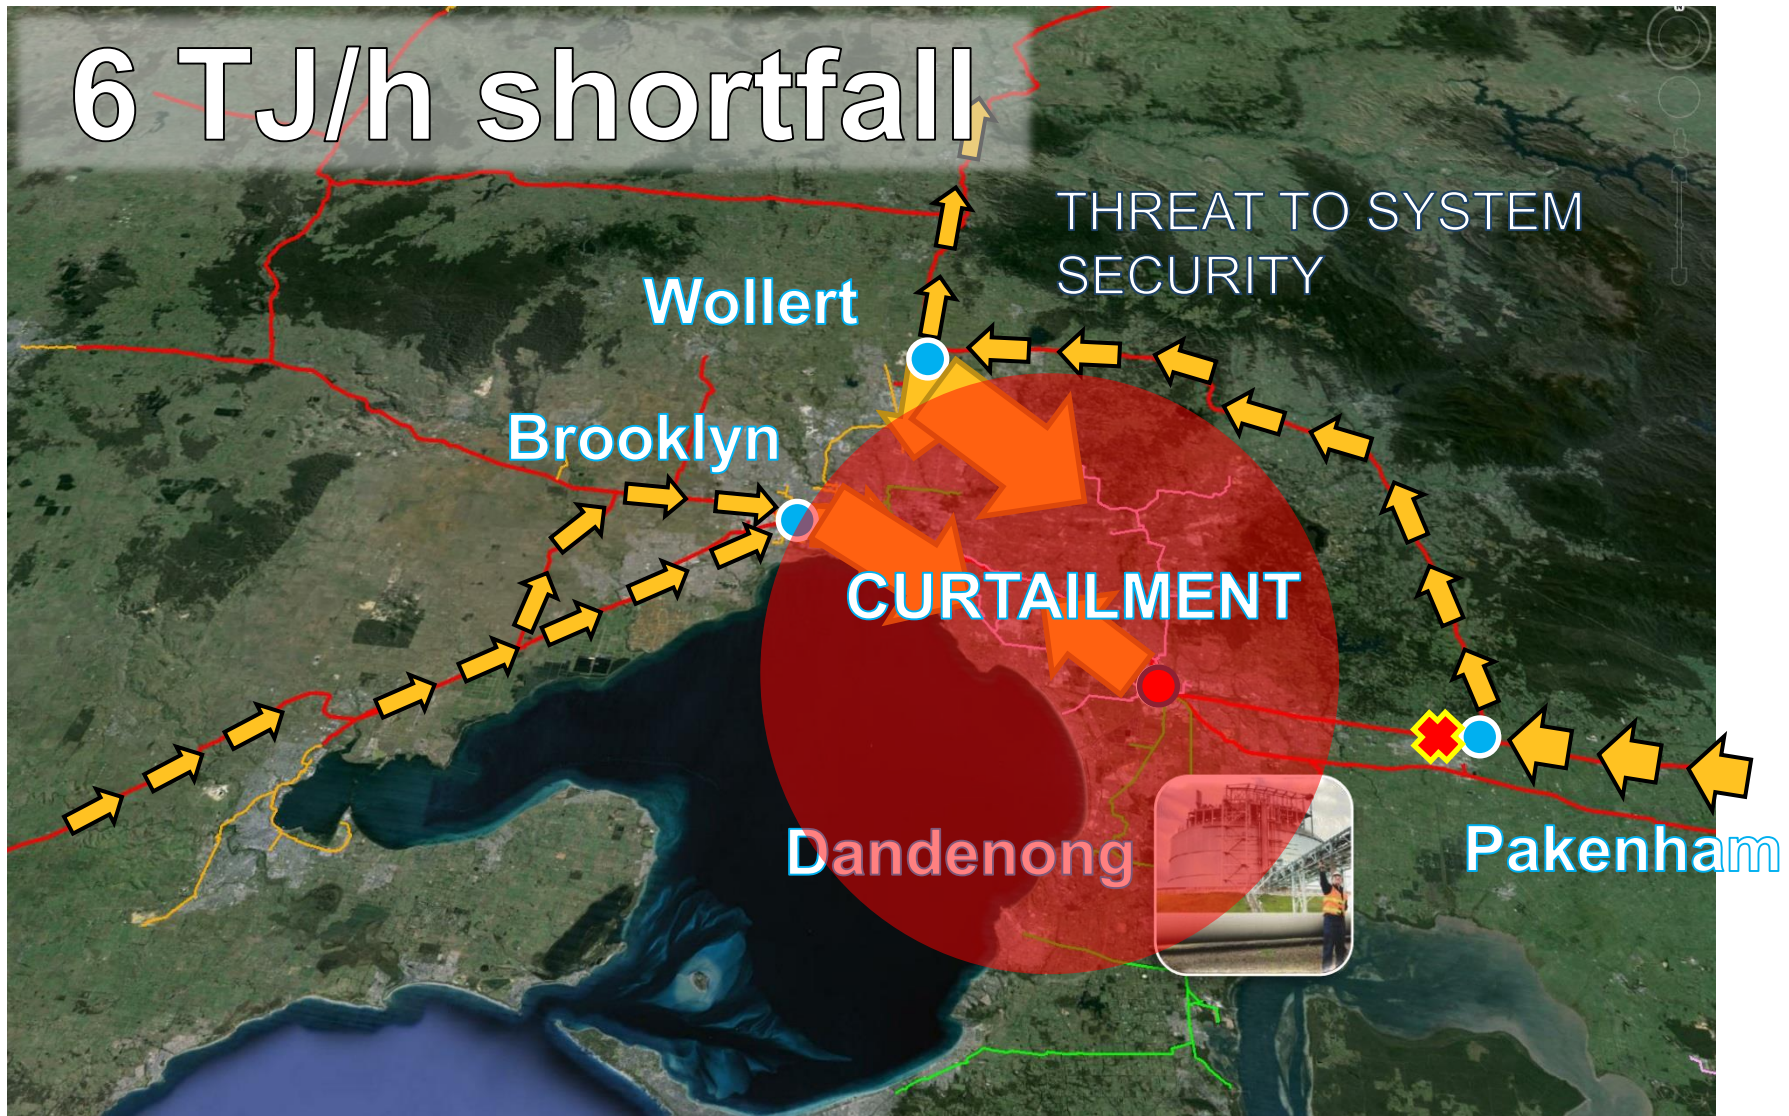 6 TJ/h shortfall
THREAT TO SYSTEM
SECURITY
Wollert
Brooklyn
CURTAILMENT
Dandenong
Pakenham